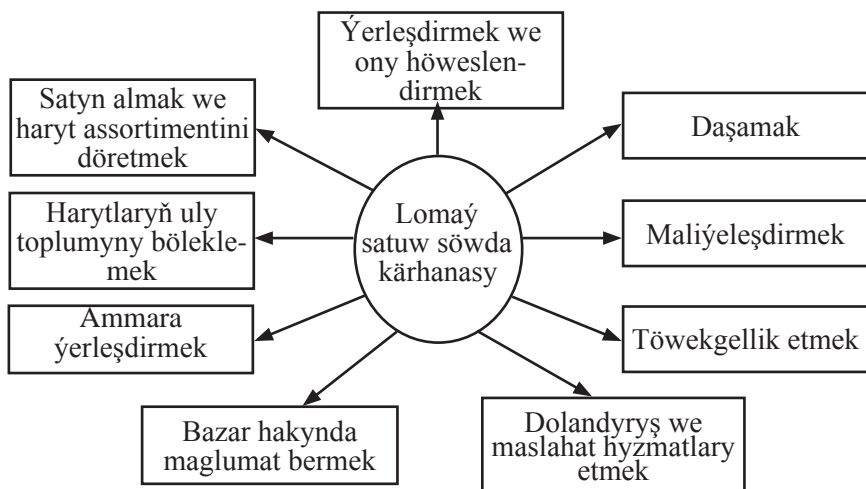 Ýerleşdirmek we
ony höweslen-
dirmek
Satyn almak we
haryt assortimentini
döretmek
Daşamak
Harytlaryň uly
toplumyny bölekle-
mek
Lomaý
satuw söwda
kärhanasy
Maliýeleşdirmek
Ammara
ýerleşdirmek
Töwekgellik etmek
Bazar hakynda
maglumat bermek
Dolandyryş we
maslahat hyzmatlary
etmek